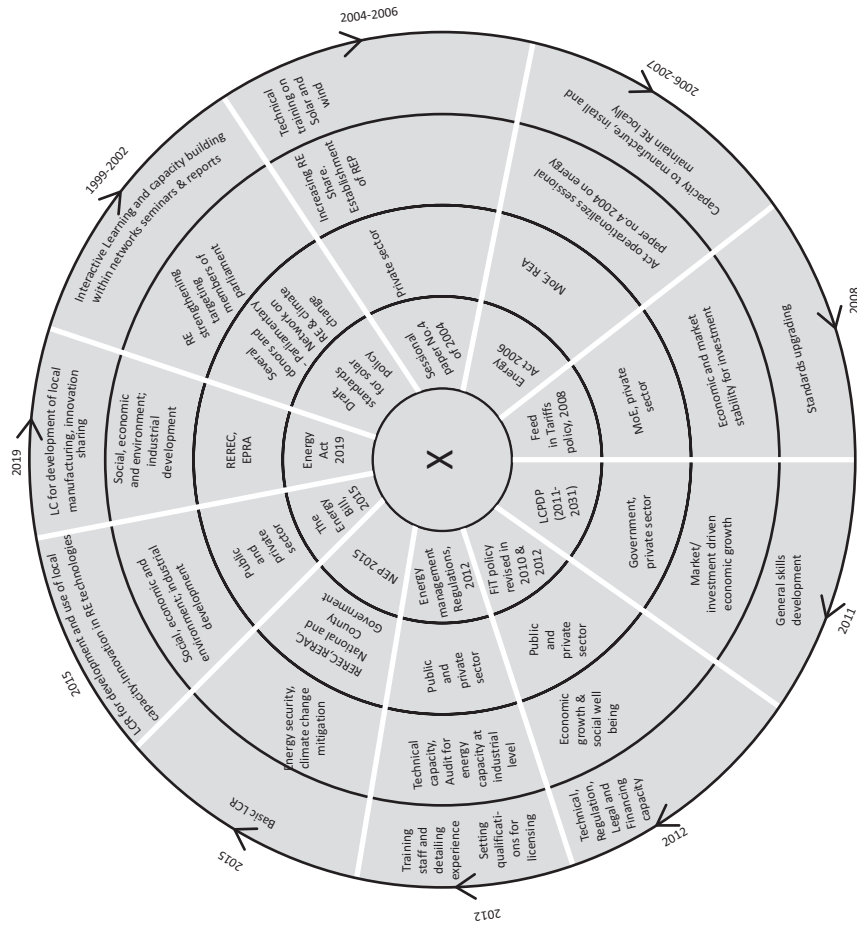 X
1999-2002
Interactive Learning and capacity building
within networks seminars & reports
RE
strengthening
targeting
members of
parliament
Several
donors and
- Parliamentary
Network on
RE & climate
change
Draft
standards
for solar
policy
2004-2006
Technical
training on
Solar and
wind
Increasing RE
Share.
Establishment
of REP
Private sector
Sessional
paper No.4
of 2004
2006-2007
Capacity to manufacture, install and
maintain RE locally
Act operationalizes sessional
paper no.4 2004 on energy
MoE, REA
Energy
Act 2006
2008
Standards upgrading
Economic and market
stability for investment
MoE, private
sector
Feed
in Tariffs
policy, 2008
2011
General skills
development
Market/
investment driven
economic growth
Government,
private sector
LCPDP
(2011-
2031)
2012
Technical,
Regulation,
Legal and
Financing
capacity
Economic
growth &
social well
being
Public
and
private
sector
FiT policy
revised in
2010 &
2012
2012
Training
staff and
detailing
experience
Setting
qualificati-
ons for
licensing
Technical
capacity,
Audit for
energy
capacity at
industrial
level
Public
and
private
sector
Energy
management
Regulations,
2012
2015
Basic LCR
Energy security,
climate change
mitigation
REREC,RERAC
National and
County
Government
NEP 2015
2015
LCR for development and use of local
capacity-Innovation in RE technologies
Social, economic and
environment; industrial
development
Public
and
private
sector
The
Energy
Bill,
2015
2019
LC for development of local
manufacturing, innovation
sharing
Social, economic
and environment;
industrial
development
REREC,
EPRA
Energy
Act
2019